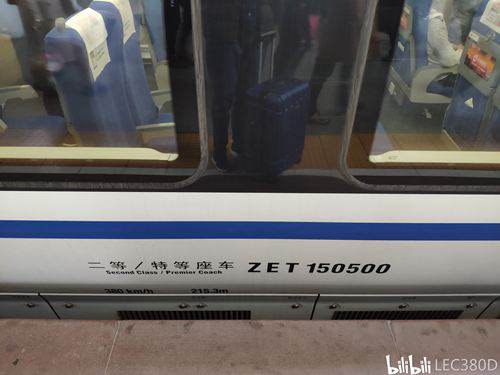 二等/特等座车 ZET 150500
Second Class / Premier Coach
380 km/h 215.3m
bilibili LEC380D